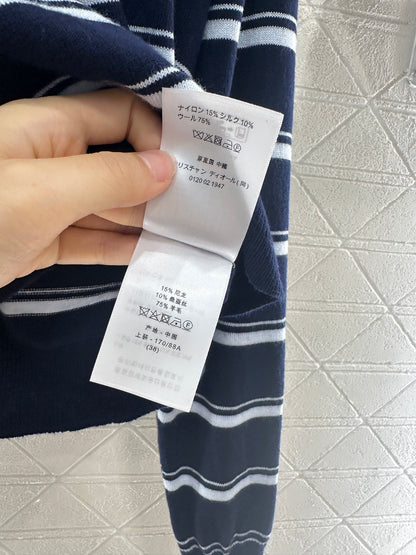 ナイロン 15% シルク 10%
ウール 75%
原産国 中国
リスチャン ディオール(同)
0120 02 1947
15% 尼龙
10% 桑蚕丝
75% 羊毛
产地 - 中国
上装 - 170/88A
(38)